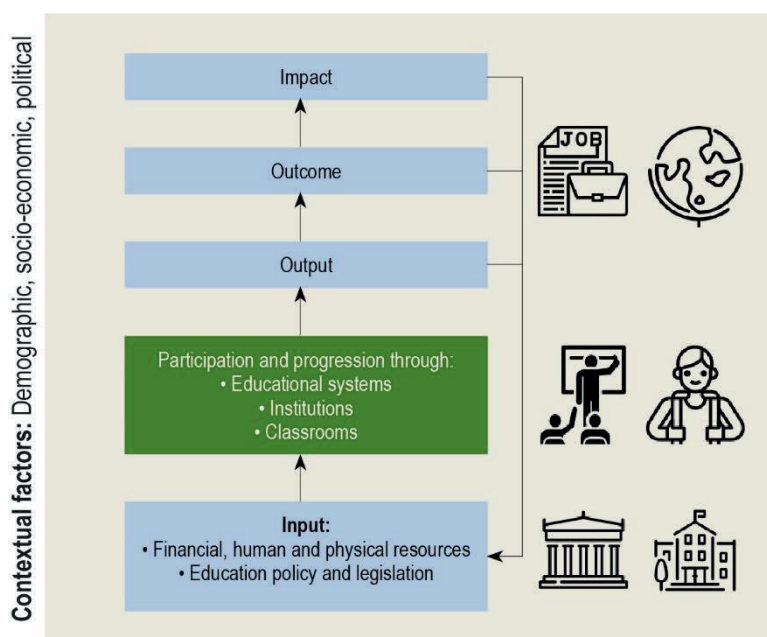 Contextual factors: Demographic, socio-economic, political
Impact
Outcome
Output
Participation and progression through:
• Educational systems
• Institutions
• Classrooms
Input:
• Financial, human and physical resources
• Education policy and legislation
JOB